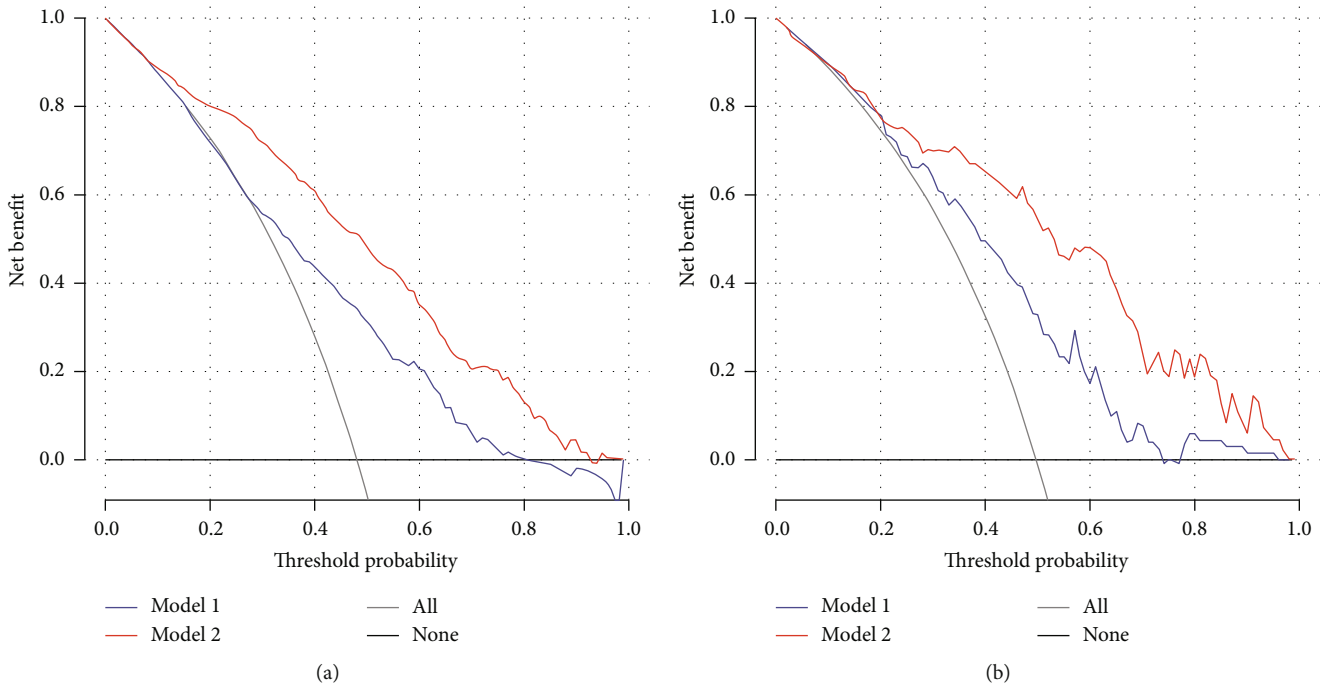 1.0
0.8
0.6
0.4
0.2
0.0
Net benefit
0.0 0.2 0.4 0.6 0.8 1.0
Threshold probability
Model 1 All
Model 2 None
(a)
1.0
0.8
0.6
0.4
0.2
0.0
Net benefit
0.0 0.2 0.4 0.6 0.8 1.0
Threshold probability
Model 1 All
Model 2 None
(b)